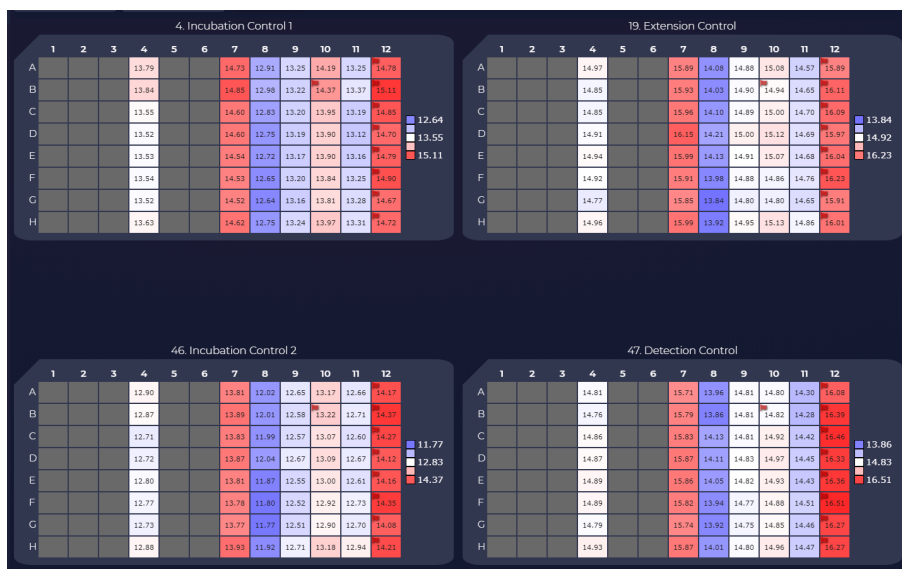 4. Incubation Control 1
1 2 3 4 5 6 7 8 9 10 11 12
A 13.79 14.73 12.91 13.25 14.19 13.25 14.78
B 13.84 14.85 12.98 13.22 14.37 13.37 15.11
C 13.55 14.60 12.83 13.20 13.95 13.19 14.85
D 13.52 14.60 12.75 13.19 13.90 13.12 14.70
E 13.53 14.54 12.72 13.17 13.90 13.16 14.79
F 13.54 14.53 12.65 13.20 13.84 13.25 14.90
G 13.52 14.52 12.64 13.16 13.81 13.28 14.67
H 13.63 14.62 12.75 13.24 13.97 13.31 14.72
12.64
13.55
15.11
19. Extension Control
1 2 3 4 5 6 7 8 9 10 11 12
A 14.97 15.89 14.08 14.88 15.08 14.57 15.89
B 14.85 15.93 14.03 14.90 14.94 14.65 16.11
C 14.85 15.96 14.10 14.89 15.00 14.70 16.09
D 14.91 16.15 14.21 15.00 15.12 14.69 15.97
E 14.94 15.99 14.13 14.91 15.07 14.68 16.04
F 14.92 15.91 13.98 14.88 14.86 14.76 16.23
G 14.77 15.85 13.84 14.80 14.80 14.65 15.91
H 14.96 15.99 13.92 14.95 15.13 14.86 16.01
13.84
14.92
16.23
46. Incubation Control 2
1 2 3 4 5 6 7 8 9 10 11 12
A 12.90 13.81 12.02 12.65 13.17 12.66 14.17
B 12.87 13.89 12.01 12.58 13.22 12.71 14.37
C 12.71 13.83 11.99 12.57 13.07 12.60 14.27
D 12.72 13.87 12.04 12.67 13.09 12.67 14.12
E 12.80 13.81 11.87 12.55 13.00 12.61 14.16
F 12.77 13.78 11.80 12.52 12.92 12.73 14.35
G 12.73 13.77 11.77 12.51 12.90 12.70 14.08
H 12.88 13.93 11.92 12.71 13.18 12.94 14.21
11.77
12.83
14.37
47. Detection Control
1 2 3 4 5 6 7 8 9 10 11 12
A 14.81 15.71 13.96 14.81 14.80 14.30 16.08
B 14.76 15.79 13.86 14.81 14.82 14.28 16.39
C 14.86 15.83 14.13 14.81 14.92 14.42 16.46
D 14.87 15.87 14.11 14.83 14.97 14.45 16.33
E 14.89 15.86 14.05 14.82 14.93 14.43 16.36
F 14.89 15.82 13.94 14.77 14.88 14.51 16.51
G 14.79 15.74 13.92 14.75 14.85 14.46 16.27
H 14.93 15.87 14.01 14.80 14.96 14.47 16.27
13.86
14.83
16.51